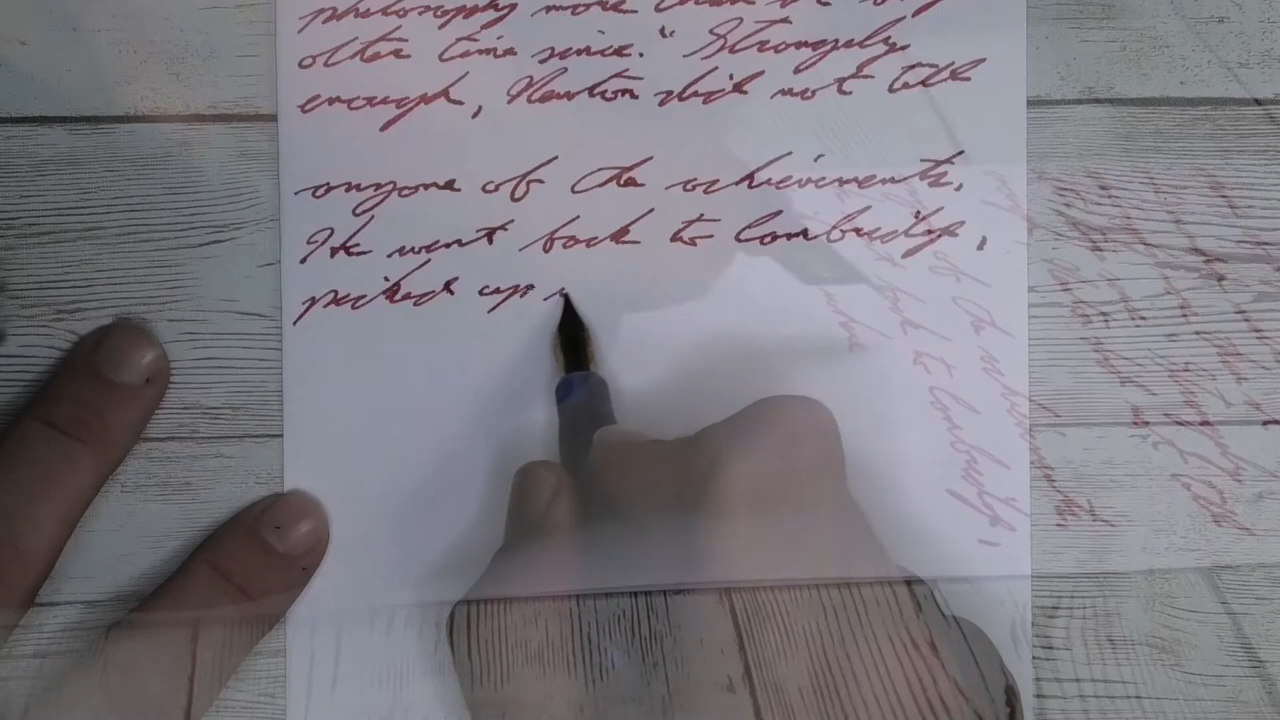 philosophy more than at any
other time since." Strangely
enough, Newton did not tell
anyone of the achievements.
He went back to Cambridge,
picked up